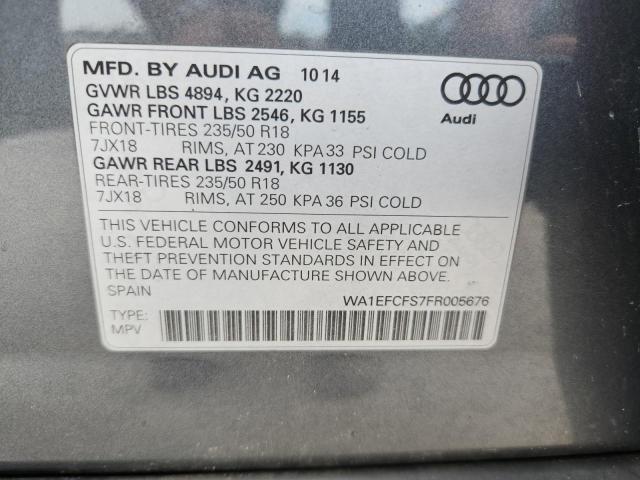 MFD. BY AUDI AG 10 14
GVWR LBS 4894, KG 2220
GAWR FRONT LBS 2546, KG 1155
FRONT-TIRES 235/50 R18
7JX18 RIMS, AT 230 KPA 33 PSI COLD
GAWR REAR LBS 2491, KG 1130
REAR-TIRES 235/50 R18
7JX18 RIMS, AT 250 KPA 36 PSI COLD
Audi
THIS VEHICLE CONFORMS TO ALL APPLICABLE
U.S. FEDERAL MOTOR VEHICLE SAFETY AND
THEFT PREVENTION STANDARDS IN EFFECT ON
THE DATE OF MANUFACTURE SHOWN ABOVE.
SPAIN
WA1EFCFS7FR005676
TYPE:
MPV